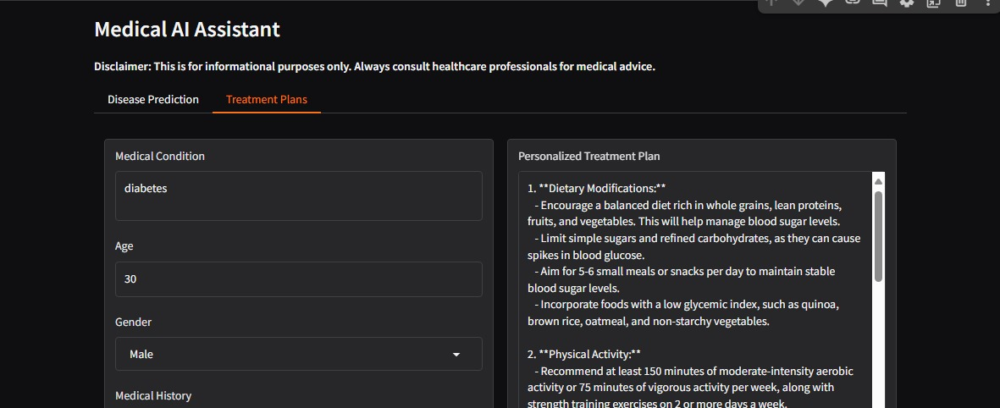 Medical AI Assistant
Disclaimer: This is for informational purposes only. Always consult healthcare professionals for medical advice.
Disease Prediction
Treatment Plans
Medical Condition
diabetes
Age
30
Gender
Male
Medical History
Personalized Treatment Plan
1. **Dietary Modifications:**
- Encourage a balanced diet rich in whole grains, lean proteins,
fruits, and vegetables. This will help manage blood sugar levels.
- Limit simple sugars and refined carbohydrates, as they can cause
spikes in blood glucose.
- Aim for 5-6 small meals or snacks per day to maintain stable
blood sugar levels.
- Incorporate foods with a low glycemic index, such as quinoa,
brown rice, oatmeal, and non-starchy vegetables.
2. **Physical Activity:**
- Recommend at least 150 minutes of moderate-intensity aerobic
activity or 75 minutes of vigorous activity per week, along with
strength training exercises on 2 or more days a week.